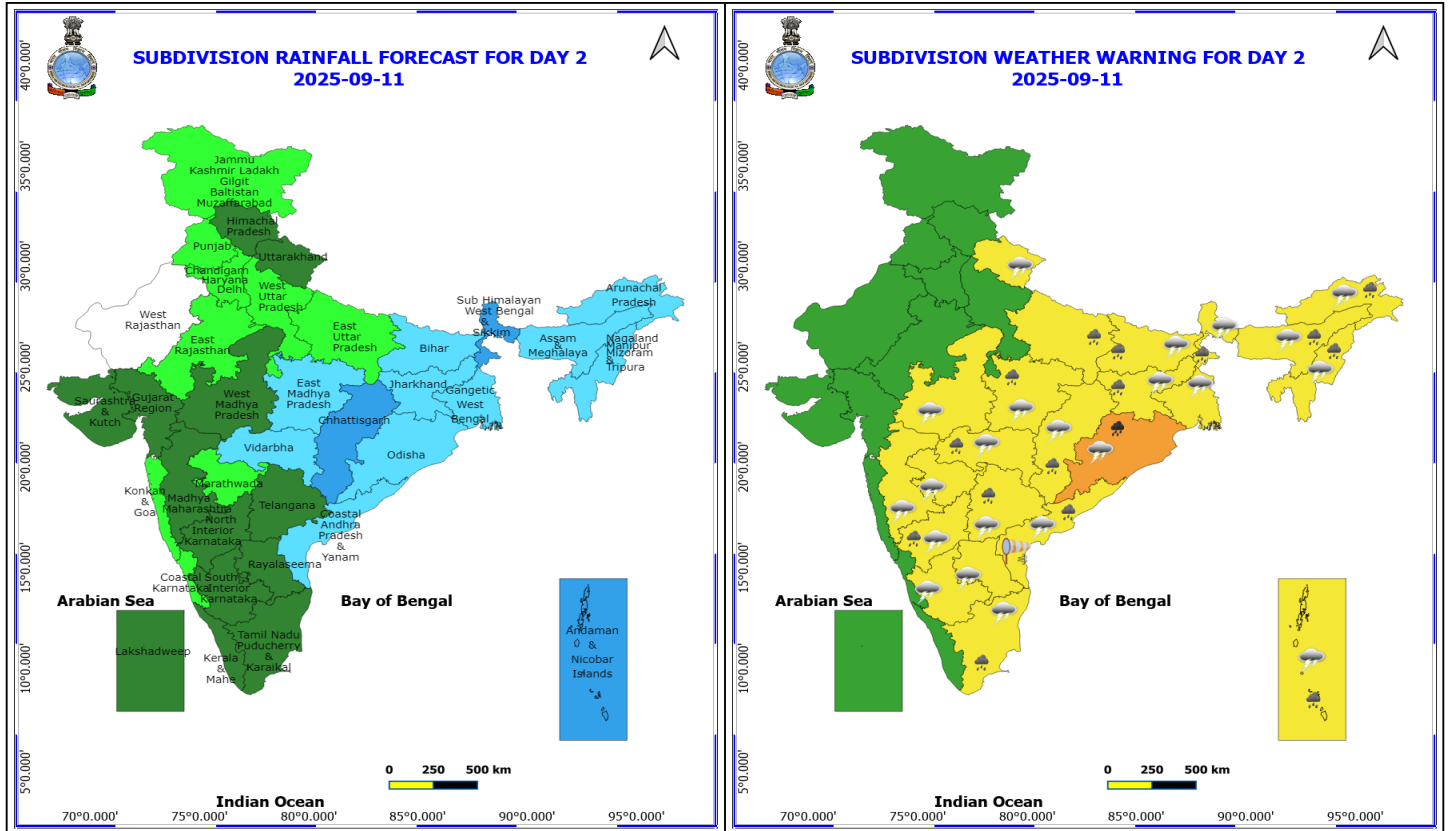 SUBDIVISION RAINFALL FORECAST FOR DAY 2
2025-09-11
40°0.000'
35°0.000'
30°0.000'
25°0.000'
20°0.000'
15°0.000'
10°0.000'
5°0.000'
Jammu
Kashmir Ladakh
Gilgit
Baltistan
Muzaffarabad
Himachal
Pradesh
Punjab
Uttarakhand
Chandigarh
Haryana
Delhi
West
Uttar
Pradesh
West
Rajasthan
East
Rajasthan
East
Uttar
Pradesh
Sub Himalayan
West Bengal
&
Sikkim
Arunachal
Pradesh
Assam
&
Meghalaya
Nagaland
Manipur
Mizoram
&
Tripura
Bihar
Jharkhand
Gangetic
West
Bengal
East
Madhya
Pradesh
West
Madhya
Pradesh
Gujarat
Region
Saurashtra
&
Kutch
Chhattisgarh
Vidarbha
Odisha
Marathwada
Konkan
&
Goa
Madhya
Maharashtra
Telangana
North
Interior
Karnataka
Coastal
Andhra
Pradesh
&
Yanam
Rayalaseema
Coastal
Karnataka
South
Interior
Karnataka
Arabian Sea
Bay of Bengal
Lakshadweep
Kerala
&
Mahe
Tamil Nadu
Puducherry
&
Karaikal
Andaman
&
Nicobar
Islands
0 250 500 km
Indian Ocean
70°0.000' 75°0.000' 80°0.000' 85°0.000' 90°0.000' 95°0.000'
SUBDIVISION WEATHER WARNING FOR DAY 2
2025-09-11
40°0.000'
35°0.000'
30°0.000'
25°0.000'
20°0.000'
15°0.000'
10°0.000'
5°0.000'
Arabian Sea
Bay of Bengal
0 250 500 km
Indian Ocean
70°0.000' 75°0.000' 80°0.000' 85°0.000' 90°0.000' 95°0.000'